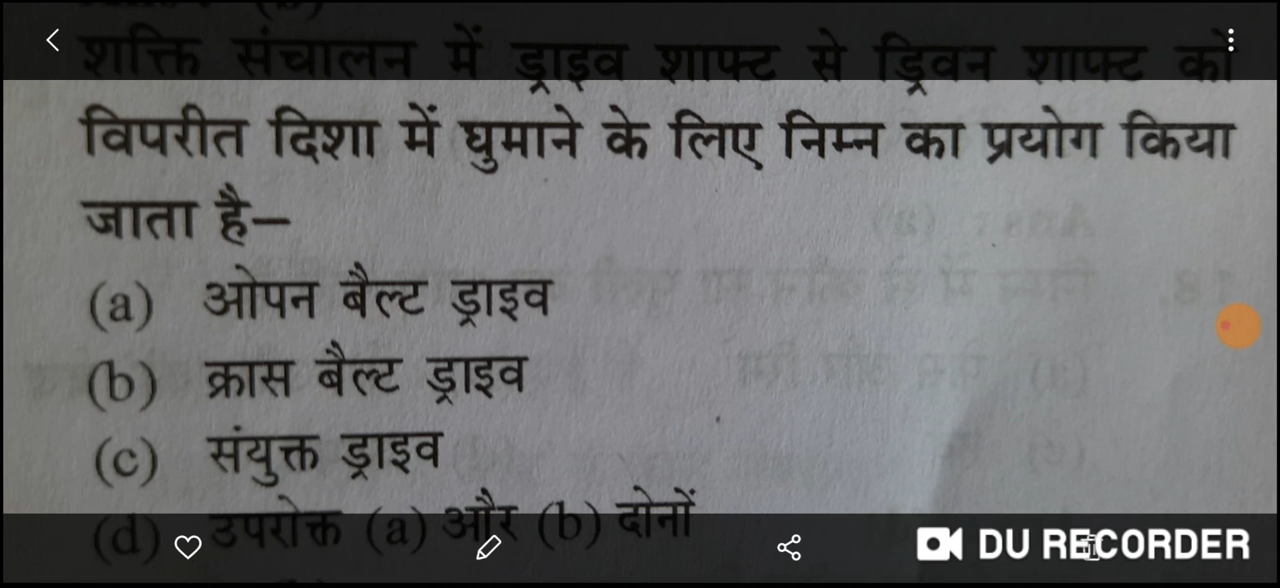 शक्ति संचालन में ड्राइव शाफ्ट से ड्रिवन शाफ्ट को
विपरीत दिशा में घुमाने के लिए निम्न का प्रयोग किया
जाता है–
(a) ओपन बैल्ट ड्राइव
(b) क्रास बैल्ट ड्राइव
(c) संयुक्त ड्राइव
(d) उपरोक्त (a) और (b) दोनों
DU RECORDER